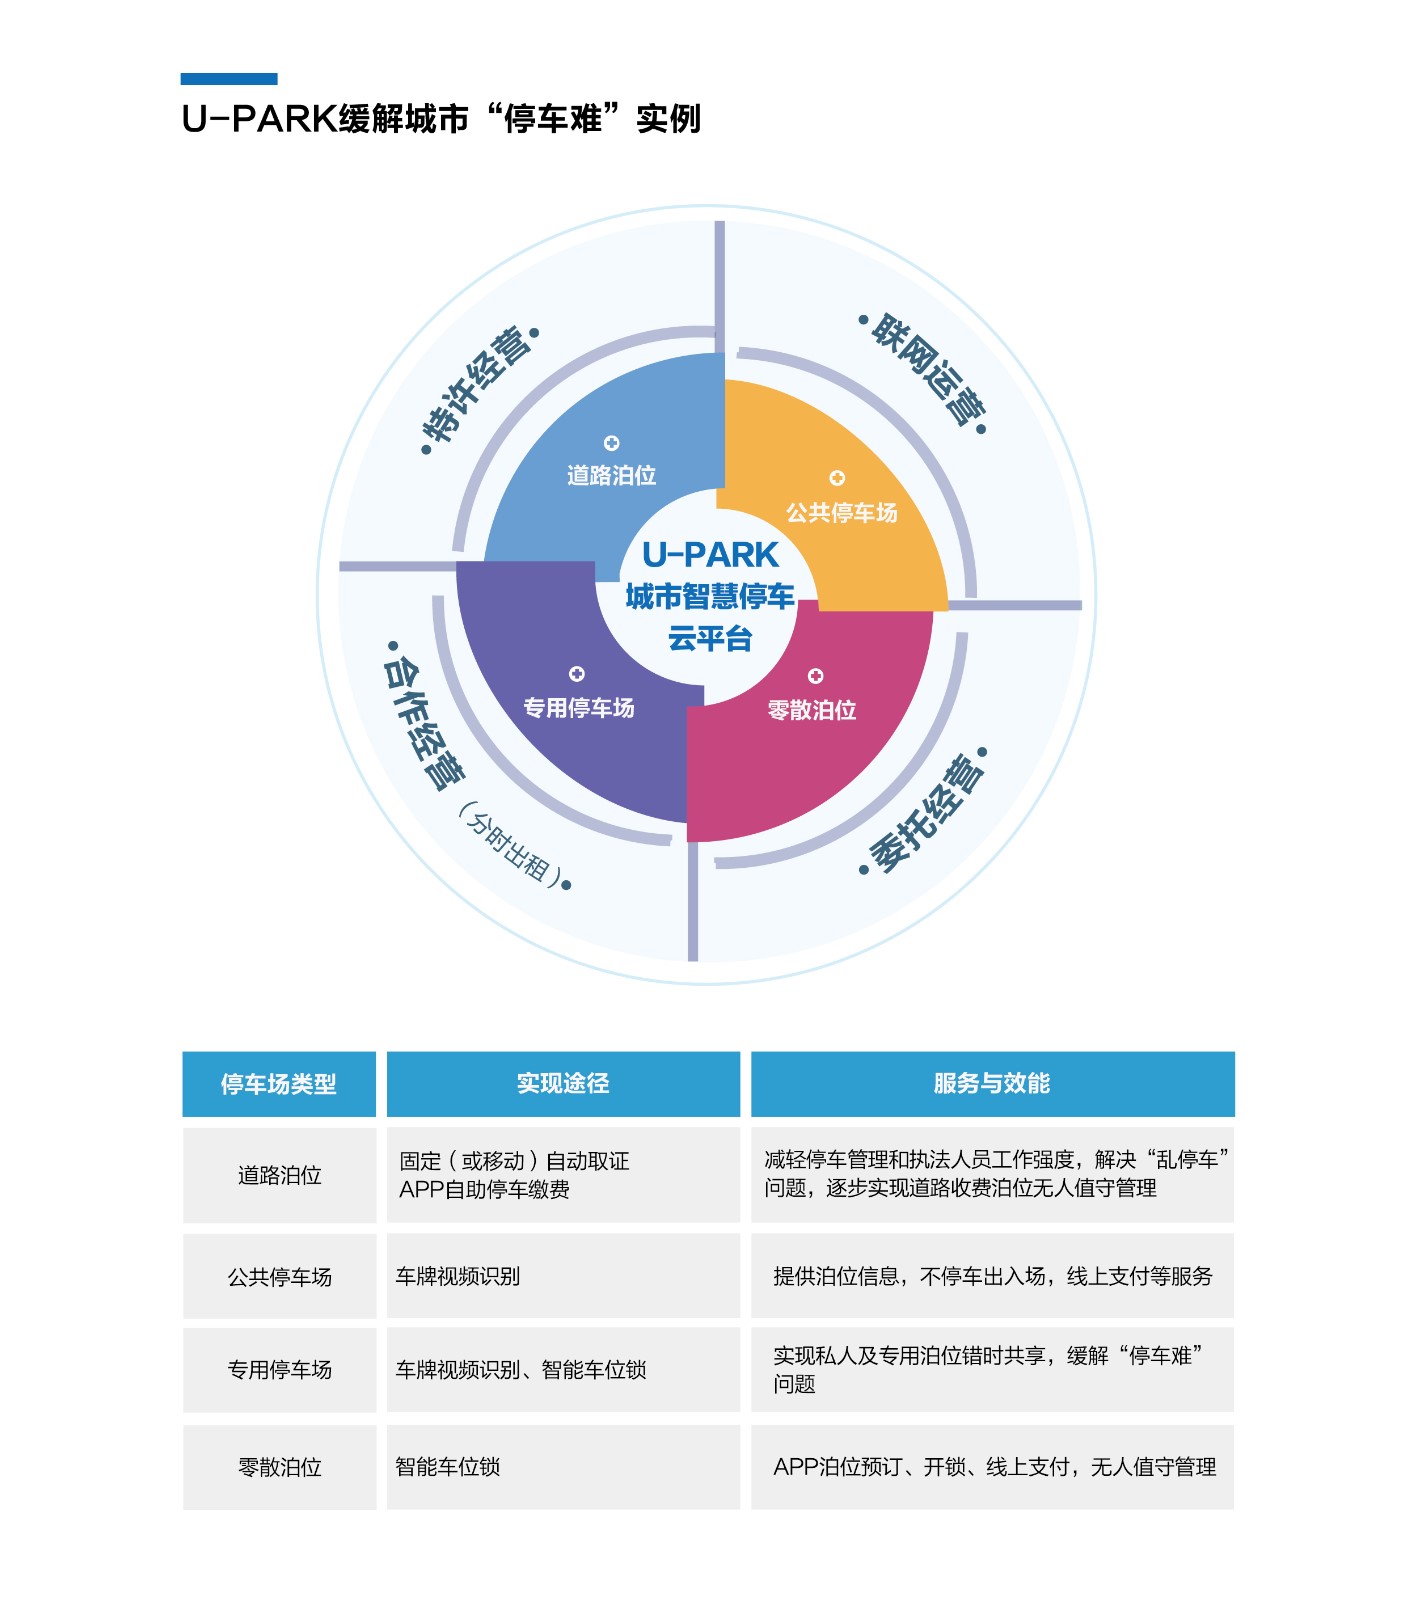 U-PARK缓解城市“停车难”实例
·特许经营·
·联网运营·
道路泊位
公共停车场
U-PARK
城市智慧停车
云平台
专用停车场
零散泊位
·合作经营（分时出租）·
·委托经营·
停车场类型
实现途径
服务与效能
道路泊位
固定（或移动）自动取证
APP自助停车缴费
减轻停车管理和执法人员工作强度，解决“乱停车”
问题，逐步实现道路收费泊位无人值守管理
公共停车场
车牌视频识别
提供泊位信息，不停车出入场，线上支付等服务
专用停车场
车牌视频识别、智能车位锁
实现私人及专用泊位错时共享，缓解“停车难”
问题
零散泊位
智能车位锁
APP泊位预订、开锁、线上支付，无人值守管理